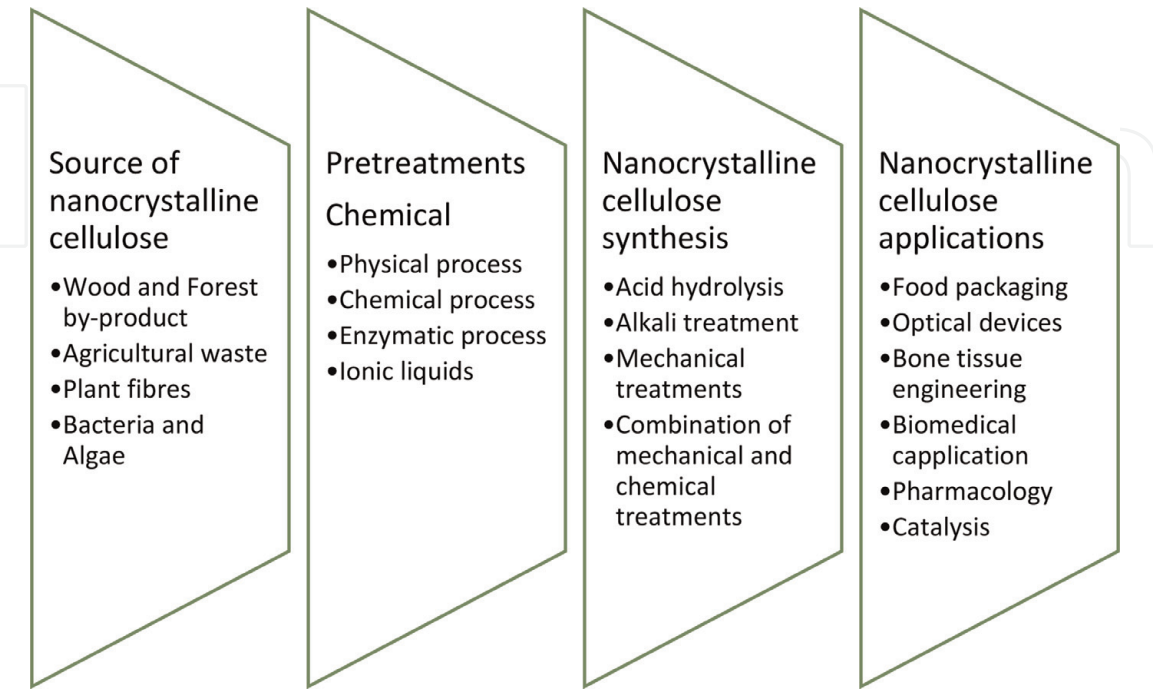 Source of
nanocrystalline
cellulose
•Wood and Forest
by-product
•Agricultural waste
•Plant fibres
•Bacteria and
Algae
Pretreatments
Chemical
•Physical process
•Chemical process
•Enzymatic process
•Ionic liquids
Nanocrystalline
cellulose
synthesis
•Acid hydrolysis
•Alkali treatment
•Mechanical
treatments
•Combination of
mechanical and
chemical
treatments
Nanocrystalline
cellulose
applications
•Food packaging
•Optical devices
•Bone tissue
engineering
•Biomedical
capplication
•Pharmacology
•Catalysis